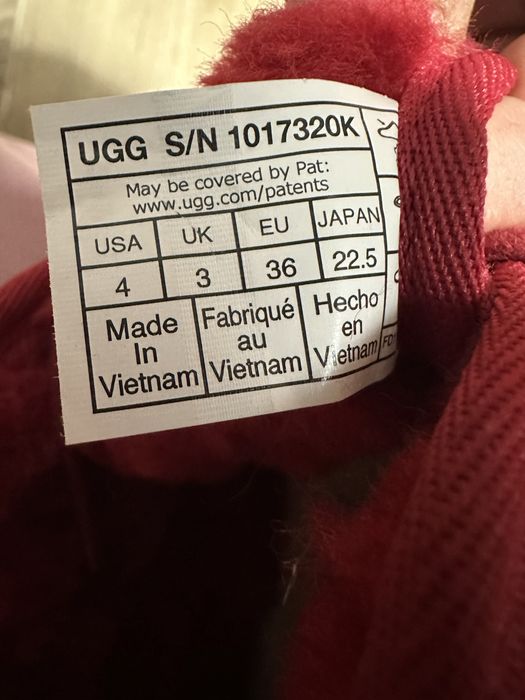 UGG S/N 1017320K
May be covered by Pat:
www.ugg.com/patents
USA UK EU JAPAN
4 3 36 22.5
Made In Vietnam
Fabriqué au Vietnam
Hecho en Vietnam